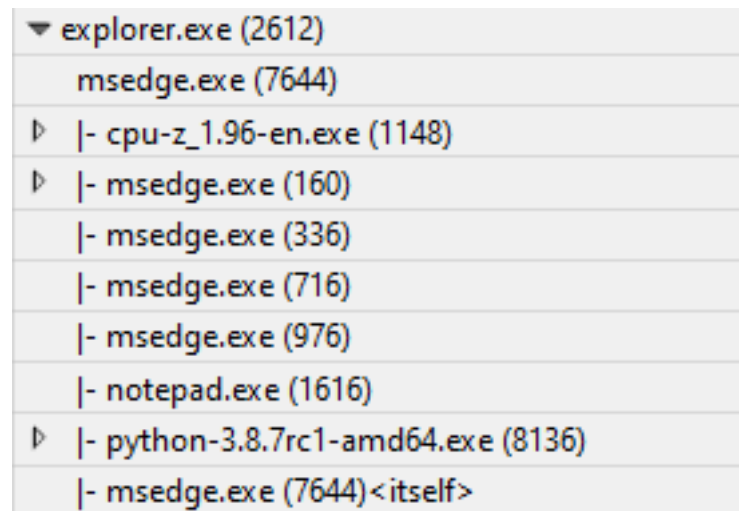 explorer.exe (2612)
msedge.exe (7644)
|- cpu-z_1.96-en.exe (1148)
|- msedge.exe (160)
|- msedge.exe (336)
|- msedge.exe (716)
|- msedge.exe (976)
|- notepad.exe (1616)
|- python-3.8.7rc1-amd64.exe (8136)
|- msedge.exe (7644)<itself>